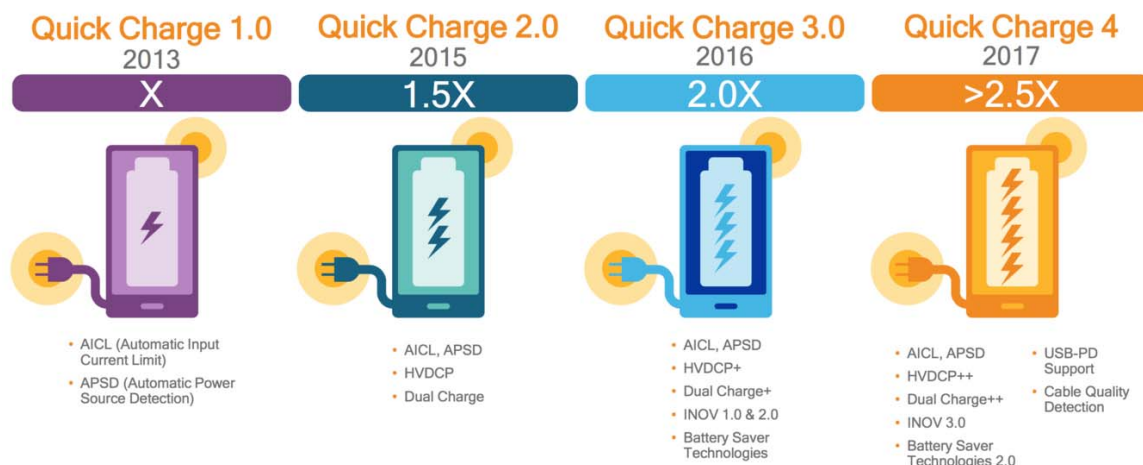 Quick Charge 1.0
2013
X
• AICL (Automatic Input
Current Limit)
• APSD (Automatic Power
Source Detection)
Quick Charge 2.0
2015
1.5X
• AICL, APSD
• HVDCP
• Dual Charge
Quick Charge 3.0
2016
2.0X
• AICL, APSD
• HVDCP+
• Dual Charge+
• INOV 1.0 & 2.0
• Battery Saver
Technologies
Quick Charge 4
2017
>2.5X
• AICL, APSD
• HVDCP++
• Dual Charge++
• INOV 3.0
• Battery Saver
Technologies 2.0
• USB-PD
Support
• Cable Quality
Detection